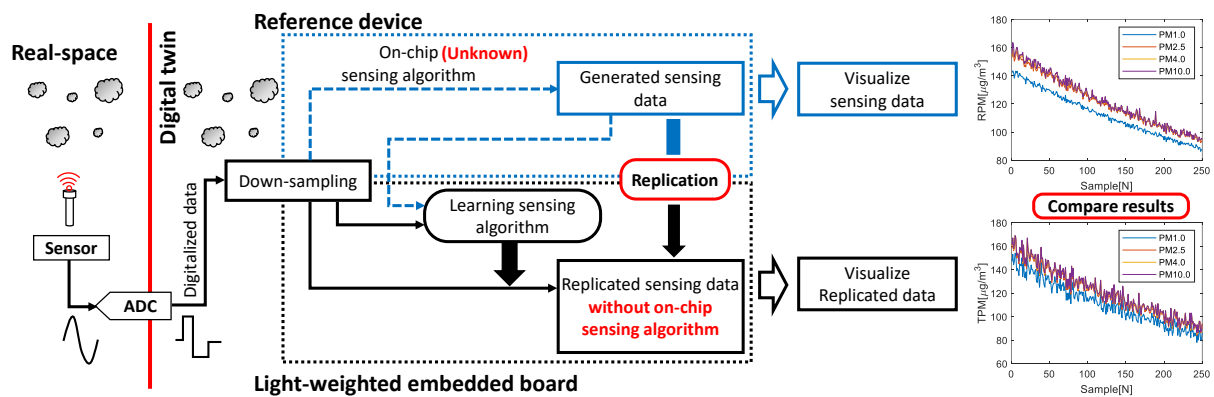 Real-space
Digital twin
Reference device
On-chip (Unknown)
sensing algorithm
Generated sensing
data
Visualize
sensing data
Down-sampling
Replication
Learning sensing
algorithm
Sensor
ADC
Digitalized data
Replicated sensing data
without on-chip
sensing algorithm
Visualize
Replicated data
Light-weighted embedded board
180
160
140
120
100
80
60
RPM[μg/m3]
PM1.0
PM2.5
PM4.0
PM10.0
0
50
100
150
200
250
Sample[N]
Compare results
180
160
140
120
100
80
60
TPM[μg/m3]
PM1.0
PM2.5
PM4.0
PM10.0
0
50
100
150
200
250
Sample[N]